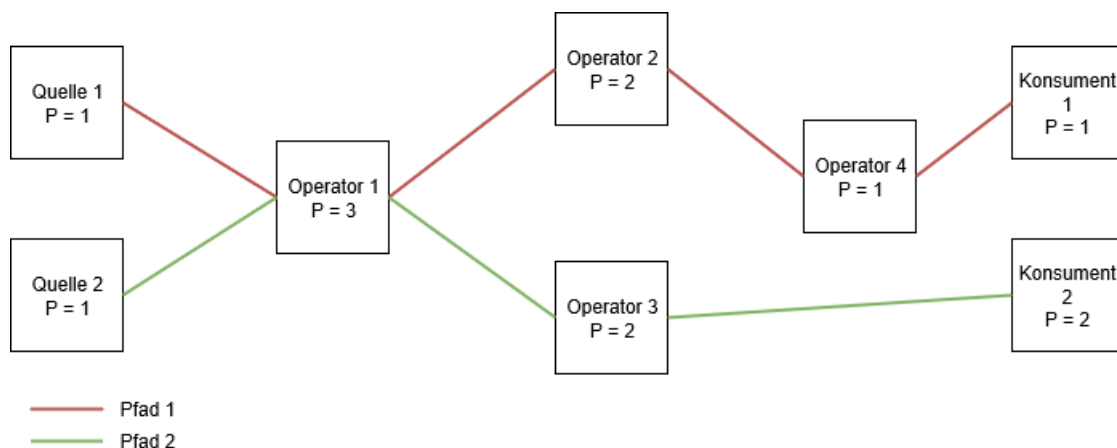 Quelle 1
P = 1
Quelle 2
P = 1
Operator 1
P = 3
Operator 2
P = 2
Operator 3
P = 2
Operator 4
P = 1
Konsument
1
P = 1
Konsument
2
P = 2
Pfad 1
Pfad 2